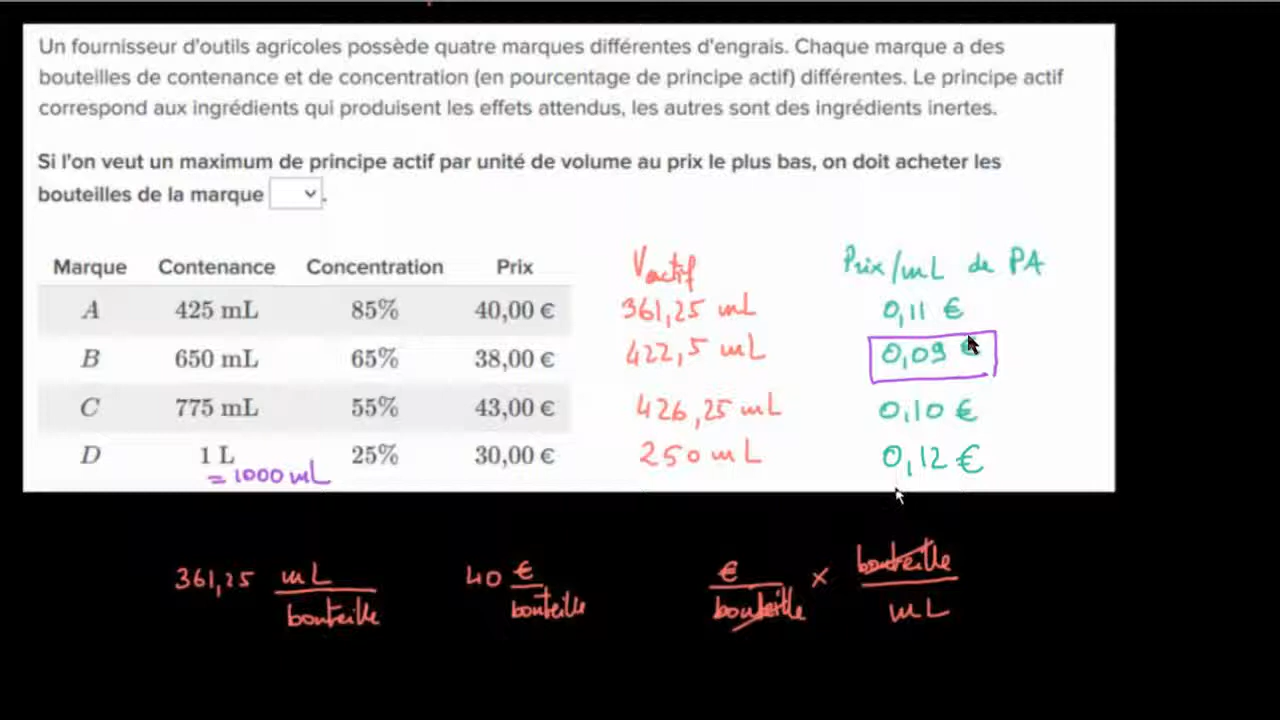 Un fournisseur d'outils agricoles possède quatre marques différentes d'engrais. Chaque marque a des
bouteilles de contenance et de concentration (en pourcentage de principe actif) différentes. Le principe actif
correspond aux ingrédients qui produisent les effets attendus, les autres sont des ingrédients inertes.
Si l'on veut un maximum de principe actif par unité de volume au prix le plus bas, on doit acheter les
bouteilles de la marque .
Marque Contenance Concentration Prix Vactif Prix/mL de PA
A 425 mL 85% 40,00 € 361,25 mL 0,11 €
B 650 mL 65% 38,00 € 422,5 mL 0,09 €
C 775 mL 55% 43,00 € 426,25 mL 0,10 €
D 1 L 25% 30,00 € 250 mL 0,12 €
= 1000 mL
361,25 mL/bouteille 40 €/bouteille €/bouteille × bouteille/mL